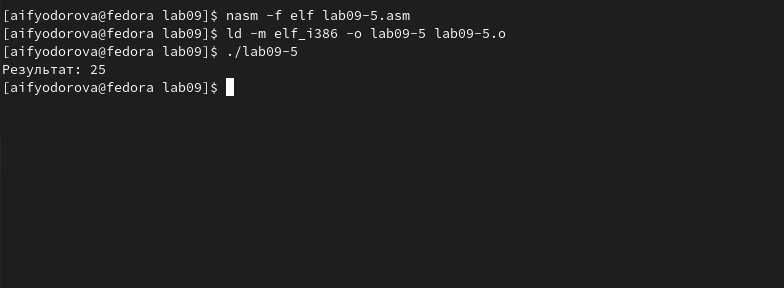 [aifyodorova@fedora lab09]$ nasm -f elf lab09-5.asm
[aifyodorova@fedora lab09]$ ld -m elf_i386 -o lab09-5 lab09-5.o
[aifyodorova@fedora lab09]$ ./lab09-5
Результат: 25
[aifyodorova@fedora lab09]$